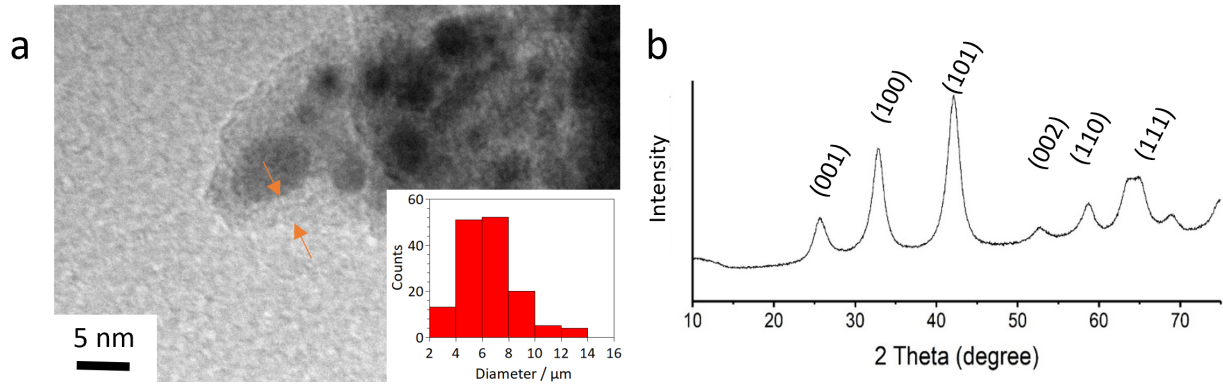 a
5 nm
60
40
20
0
Counts
2 4 6 8 10 12 14 16
Diameter / µm
b
Intensity
(001)
(100)
(101)
(002)
(110)
(111)
10 20 30 40 50 60 70
2 Theta (degree)